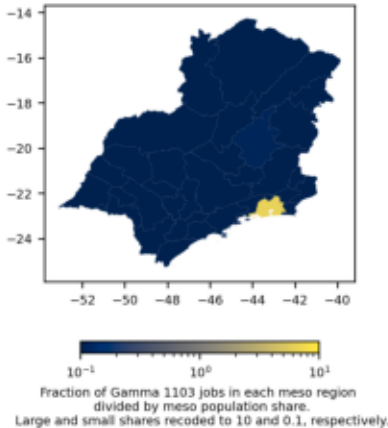 −14
−16
−18
−20
−22
−24
−52 −50 −48 −46 −44 −42 −40
10⁻¹ 10⁰ 10¹
Fraction of Gamma 1103 jobs in each meso region
divided by meso population share.
Large and small shares recoded to 10 and 0.1, respectively